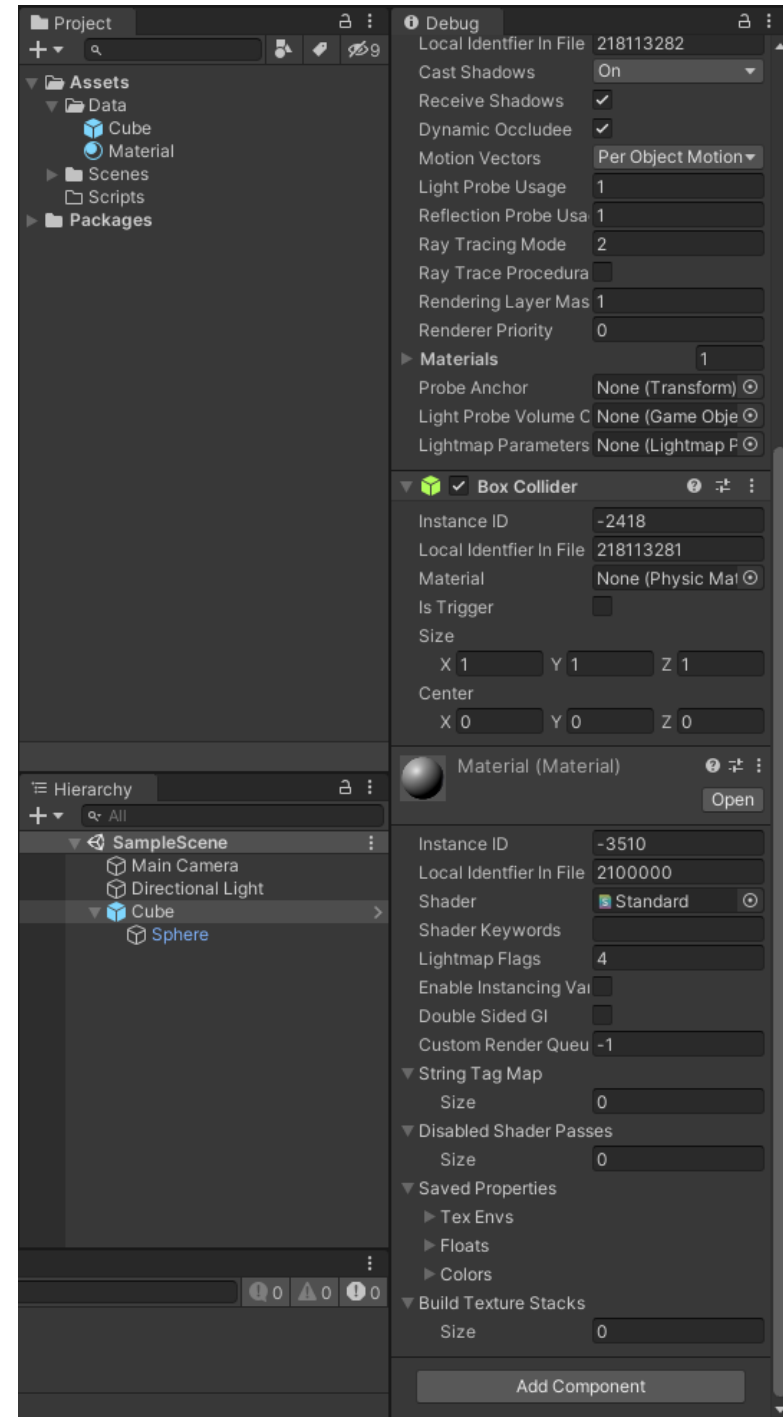 Project
9
Assets
Data
Cube
Material
Scenes
Scripts
Packages
Hierarchy
All
SampleScene
Main Camera
Directional Light
Cube
Sphere
0 0 0
Debug
Local Identfier In File 218113282
Cast Shadows On
Receive Shadows
Dynamic Occludee
Motion Vectors Per Object Motion
Light Probe Usage 1
Reflection Probe Usa 1
Ray Tracing Mode 2
Ray Trace Procedura
Rendering Layer Mas 1
Renderer Priority 0
Materials 1
Probe Anchor None (Transform)
Light Probe Volume C None (Game Obje
Lightmap Parameters None (Lightmap P
Box Collider
Instance ID -2418
Local Identfier In File 218113281
Material None (Physic Mat
Is Trigger
Size
X 1 Y 1 Z 1
Center
X 0 Y 0 Z 0
Material (Material)
Open
Instance ID -3510
Local Identfier In File 2100000
Shader Standard
Shader Keywords
Lightmap Flags 4
Enable Instancing Var
Double Sided GI
Custom Render Queu -1
String Tag Map
Size 0
Disabled Shader Passes
Size 0
Saved Properties
Tex Envs
Floats
Colors
Build Texture Stacks
Size 0
Add Component